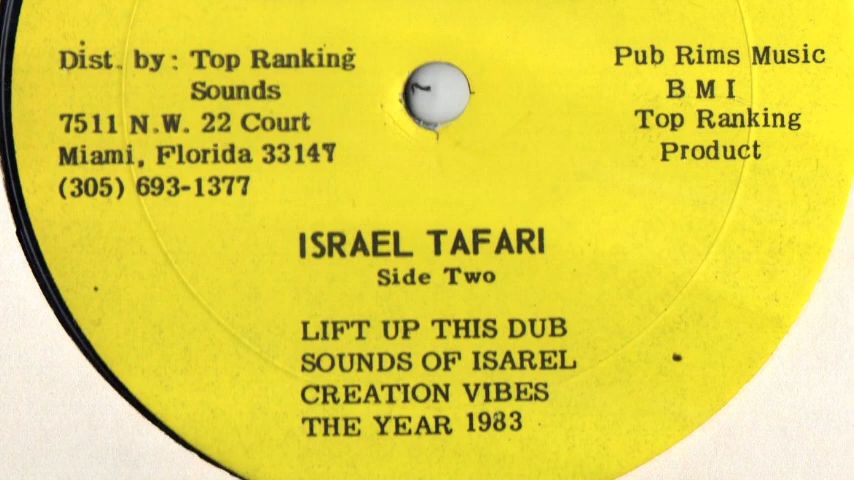 Dist. by: Top Ranking
Sounds
7511 N.W. 22 Court
Miami, Florida 33147
(305) 693-1377
Pub Rims Music
B M I
Top Ranking
Product
ISRAEL TAFARI
Side Two
LIFT UP THIS DUB
SOUNDS OF ISAREL
CREATION VIBES
THE YEAR 1983